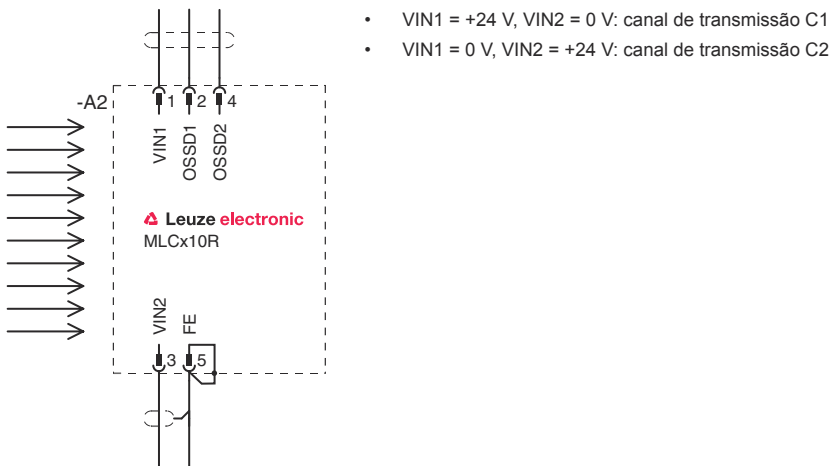 • VIN1 = +24 V, VIN2 = 0 V: canal de transmissão C1
• VIN1 = 0 V, VIN2 = +24 V: canal de transmissão C2
-A2
1 2 4
VIN1
OSSD1
OSSD2
Leuze electronic
MLCx10R
VIN2
FE
3 5